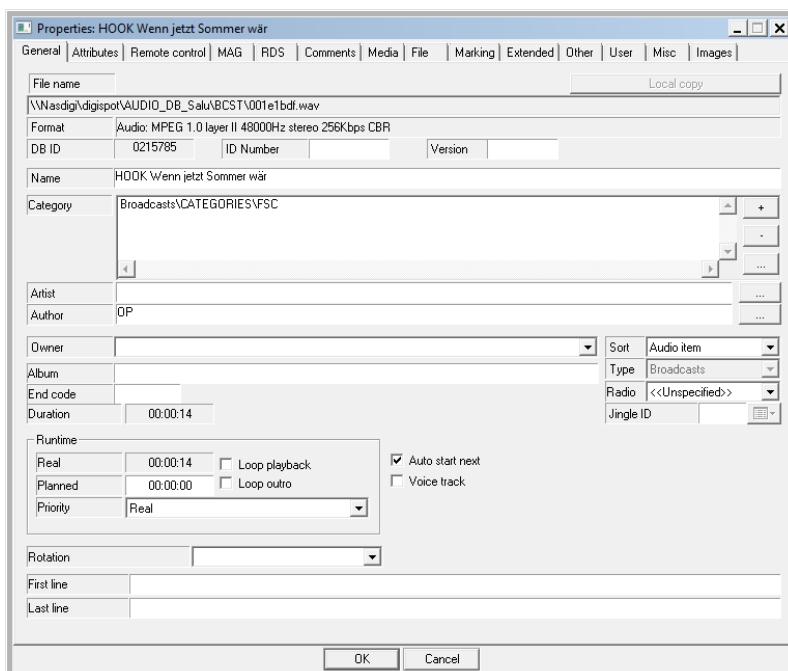 Properties: HOOK Wenn jetzt Sommer wär
General Attributes Remote control MAG RDS Comments Media File Marking Extended Other User Misc Images
File name Local copy
\\Nasdigi\digispot\AUDIO_DB_Salu\BCST\001e1bdf.wav
Format Audio: MPEG 1.0 layer II 48000Hz stereo 256Kbps CBR
DB ID 0215785 ID Number Version
Name HOOK Wenn jetzt Sommer wär
Category Broadcasts\CATEGORIES\FSC +
-
...
Artist ...
Author OP ...
Owner Sort Audio item
Album Type Broadcasts
End code Radio <<Unspecified>>
Duration 00:00:14 Jingle ID
Runtime
Real 00:00:14 Loop playback Auto start next
Planned 00:00:00 Loop outro Voice track
Priority Real
Rotation
First line
Last line
OK Cancel